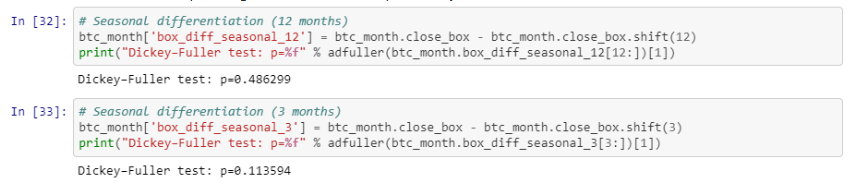 In [32]: # Seasonal differentiation (12 months)
btc_month['box_diff_seasonal_12'] = btc_month.close_box - btc_month.close_box.shift(12)
print("Dickey–Fuller test: p=%f" % adfuller(btc_month.box_diff_seasonal_12[12:])[1])
Dickey–Fuller test: p=0.486299
In [33]: # Seasonal differentiation (3 months)
btc_month['box_diff_seasonal_3'] = btc_month.close_box - btc_month.close_box.shift(3)
print("Dickey–Fuller test: p=%f" % adfuller(btc_month.box_diff_seasonal_3[3:])[1])
Dickey–Fuller test: p=0.113594